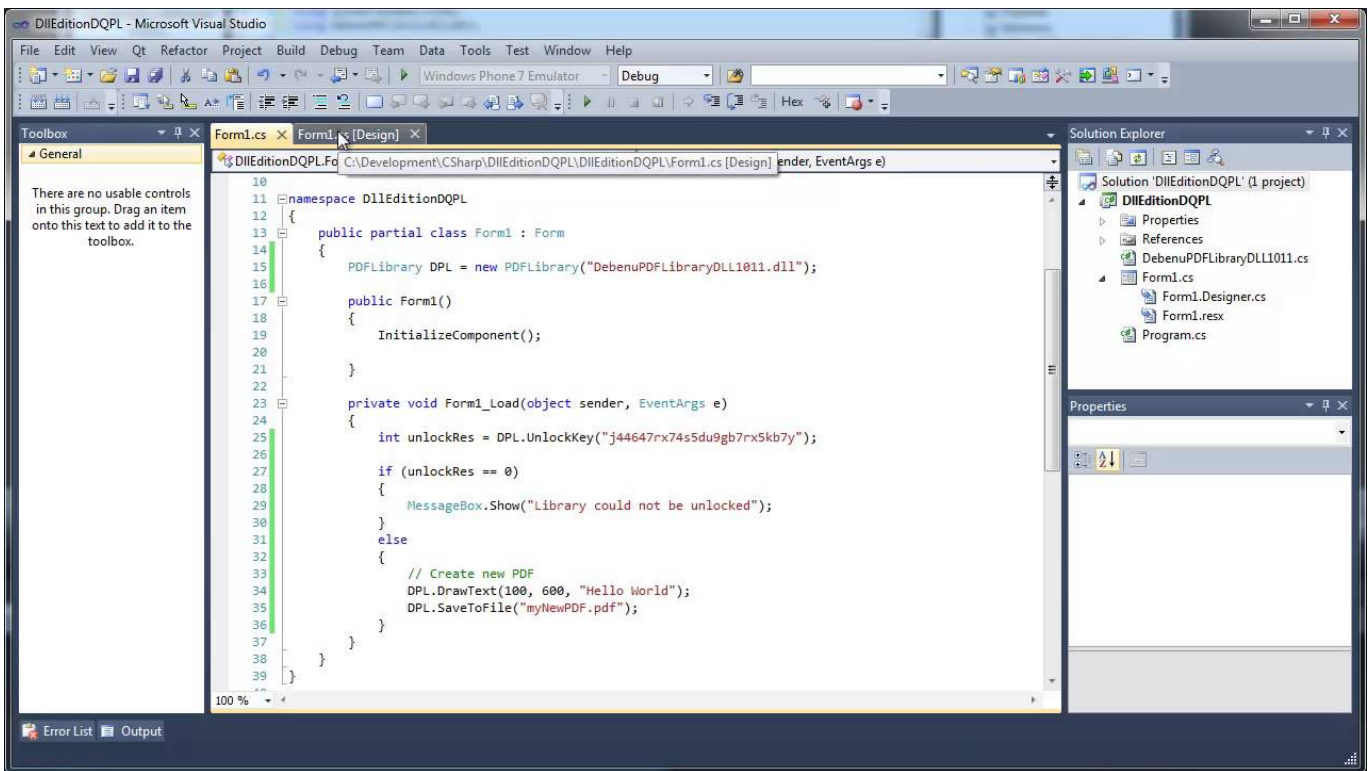 DllEditionDQPL - Microsoft Visual Studio
File Edit View Qt Refactor Project Build Debug Team Data Tools Test Window Help
Windows Phone 7 Emulator Debug
Hex
Toolbox
General
There are no usable controls
in this group. Drag an item
onto this text to add it to the
toolbox.
Form1.cs Form1.cs [Design]
DllEditionDQPL.Fo C:\Development\CSharp\DllEditionDQPL\DllEditionDQPL\Form1.cs [Design] ender, EventArgs e)
10
11 namespace DllEditionDQPL
12 {
13 public partial class Form1 : Form
14 {
15 PDFLibrary DPL = new PDFLibrary("DebenuPDFLibraryDLL1011.dll");
16
17 public Form1()
18 {
19 InitializeComponent();
20
21 }
22
23 private void Form1_Load(object sender, EventArgs e)
24 {
25 int unlockRes = DPL.UnlockKey("j44647rx74s5du9gb7rx5kb7y");
26
27 if (unlockRes == 0)
28 {
29 MessageBox.Show("Library could not be unlocked");
30 }
31 else
32 {
33 // Create new PDF
34 DPL.DrawText(100, 600, "Hello World");
35 DPL.SaveToFile("myNewPDF.pdf");
36 }
37 }
38 }
39 }
100 %
Solution Explorer
Solution 'DllEditionDQPL' (1 project)
DllEditionDQPL
Properties
References
DebenuPDFLibraryDLL1011.cs
Form1.cs
Form1.Designer.cs
Form1.resx
Program.cs
Properties
Error List Output